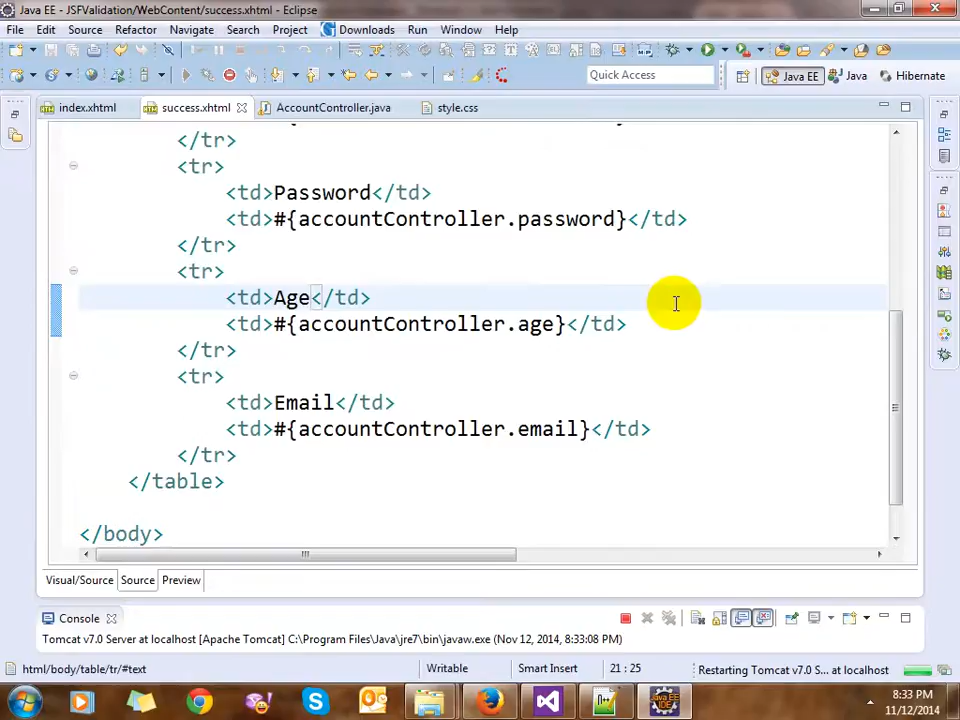 Java EE - JSFValidation/WebContent/success.xhtml - Eclipse
File Edit Source Refactor Navigate Search Project Downloads Run Window Help
Quick Access
Java EE
Java
Hibernate
index.xhtml
success.xhtml
AccountController.java
style.css
</tr>
<tr>
<td>Password</td>
<td>#{accountController.password}</td>
</tr>
<tr>
<td>Age</td>
<td>#{accountController.age}</td>
</tr>
<tr>
<td>Email</td>
<td>#{accountController.email}</td>
</tr>
</table>
</body>
Visual/Source Source Preview
Console
Tomcat v7.0 Server at localhost [Apache Tomcat] C:\Program Files\Java\jre7\bin\javaw.exe (Nov 12, 2014, 8:33:08 PM)
html/body/table/tr/#text
Writable
Smart Insert
21 : 25
Restarting Tomcat v7.0 S... at localhost
Java EE
IDE
8:33 PM
11/12/2014